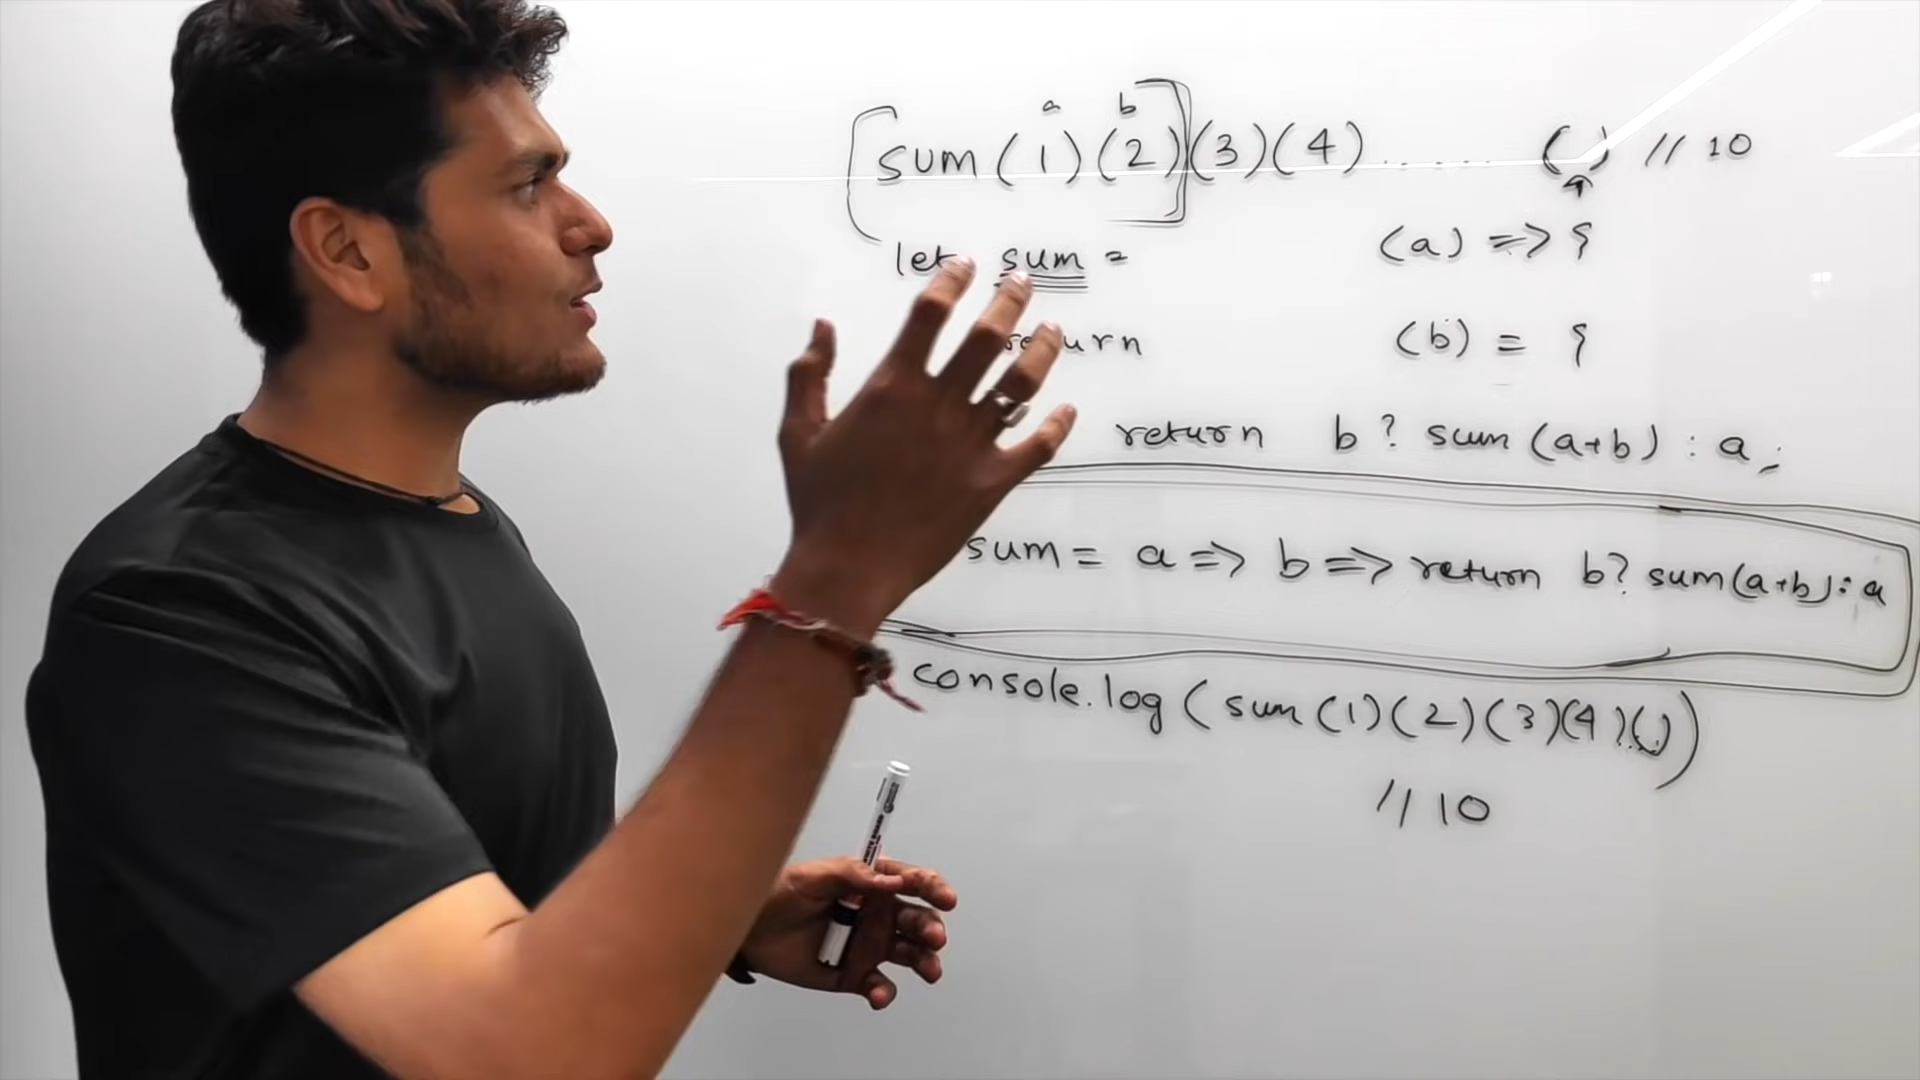 a b
sum (1)(2)(3)(4)....... () // 10
let sum = (a) => {
return (b) = {
return b? sum (a+b) : a;
sum = a => b => return b? sum(a+b): a
console.log (sum (1)(2)(3)(4)(.))
// 10